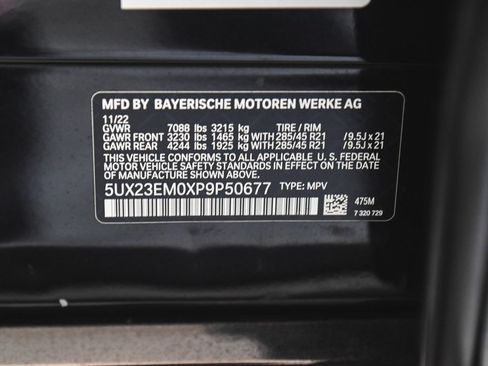 MFD BY BAYERISCHE MOTOREN WERKE AG
11/22
GVWR 7088 lbs 3215 kg TIRE / RIM
GAWR FRONT 3230 lbs 1465 kg WITH 285/45 R21 /9.5J x 21
GAWR REAR 4244 lbs 1925 kg WITH 285/45 R21 /9.5J x 21
THIS VEHICLE CONFORMS TO ALL APPLICABLE U.S. FEDERAL
MOTOR VEHICLE SAFETY STANDARDS IN EFFECT ON THE DATE
OF MANUFACTURE SHOWN ABOVE.
5UX23EM0XP9P50677 TYPE: MPV
475M
7 320 729